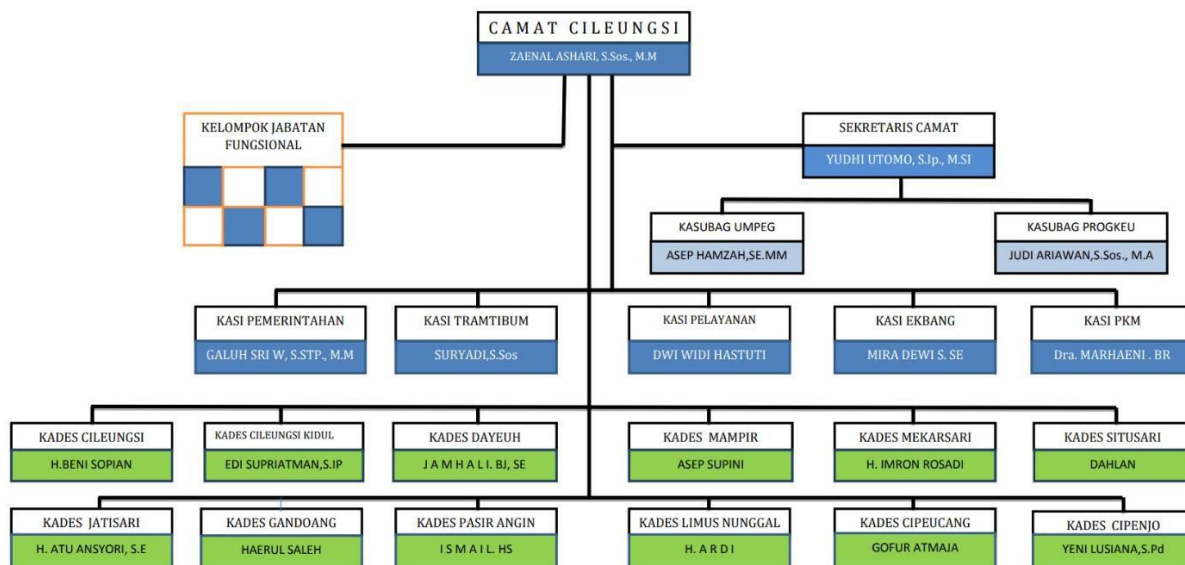 CAMAT CILEUNGSI
ZAENAL ASHARI, S.Sos., M.M
KELOMPOK JABATAN
FUNGSIONAL
SEKRETARIS CAMAT
YUDHI UTOMO, S.Ip., M.SI
KASUBAG UMPEG
ASEP HAMZAH,SE.MM
KASUBAG PROGKEU
JUDI ARIAWAN,S.Sos., M.A
KASI PEMERINTAHAN
GALUH SRI W, S.STP., M.M
KASI TRAMTIBUM
SURYADI,S.Sos
KASI PELAYANAN
DWI WIDI HASTUTI
KASI EKBANG
MIRA DEWI S. SE
KASI PKM
Dra. MARHAENI . BR
KADES CILEUNGSI
H.BENI SOPIAN
KADES CILEUNGSI KIDUL
EDI SUPRIATMAN,S.IP
KADES DAYEUH
J A M H A L I. BJ, SE
KADES MAMPIR
ASEP SUPINI
KADES MEKARSARI
H. IMRON ROSADI
KADES SITUSARI
DAHLAN
KADES JATISARI
H. ATU ANSYORI, S.E
KADES GANDOANG
HAERUL SALEH
KADES PASIR ANGIN
I S M A I L. HS
KADES LIMUS NUNGGAL
H. A R D I
KADES CIPEUCANG
GOFUR ATMAJA
KADES CIPENJO
YENI LUSIANA,S.Pd